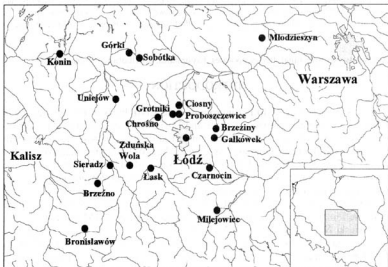 Młodzieszyn
Górki
Sobótka
Konin
Warszawa
Uniejów
Ciosny
Grotniki
Proboszczewice
Chrośno
Brzeziny
Gałkówek
Zduńska
Wola
Łódź
Kalisz
Sieradz
Łask
Czarnocin
Brzeźno
Milejowiec
Bronisławów